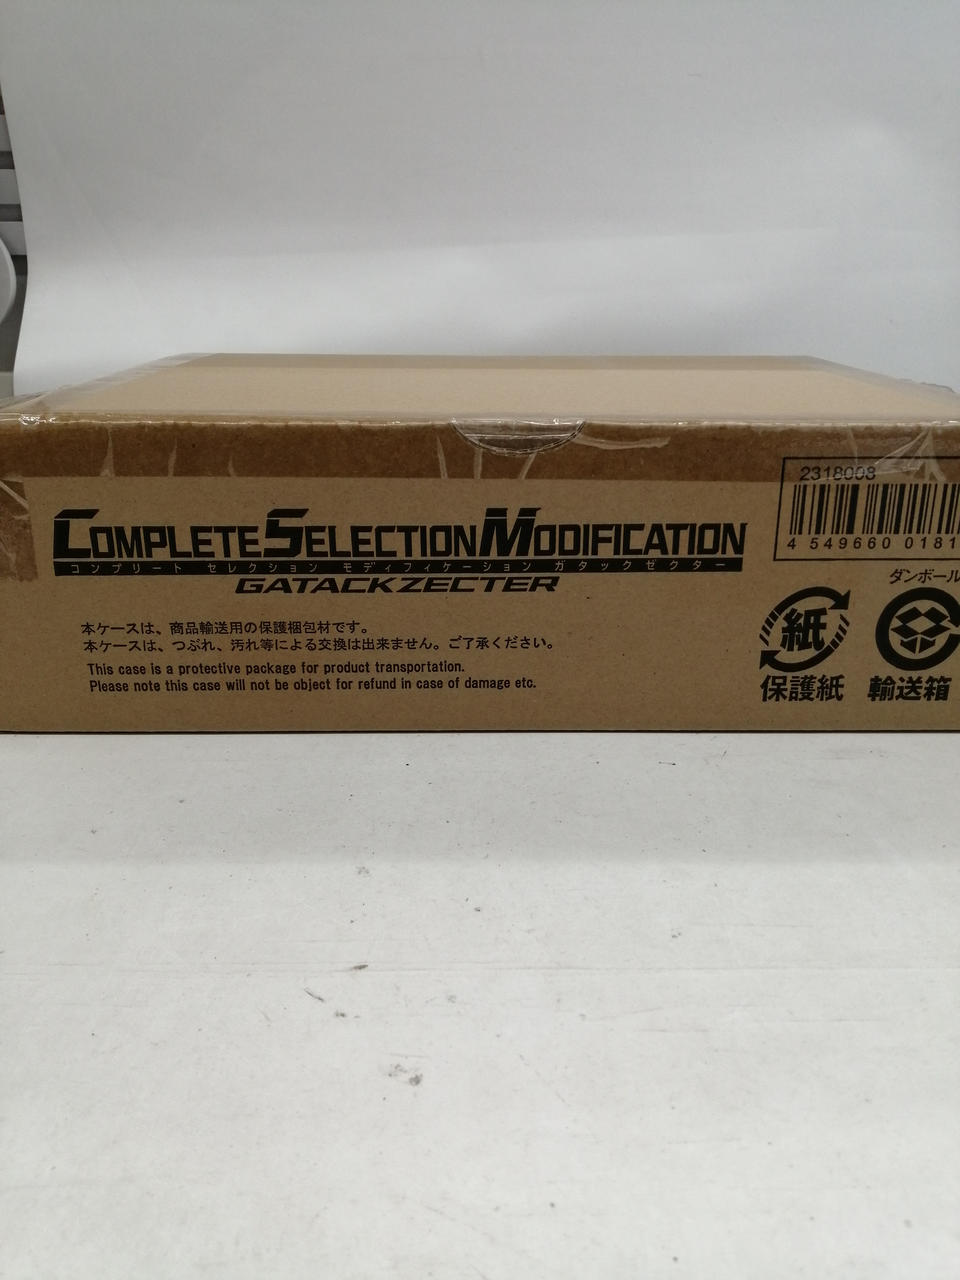 COMPLETE SELECTION MODIFICATION
コンプリート セレクション モディフィケーション ガタックゼクター
GATACKZECTER
本ケースは、商品輸送用の保護梱包材です。
本ケースは、つぶれ、汚れ等による交換は出来ません。ご了承ください。
This case is a protective package for product transportation.
Please note this case will not be object for refund in case of damage etc.
2318008
4 549660 0181
ダンボール
紙
保護紙
輸送箱